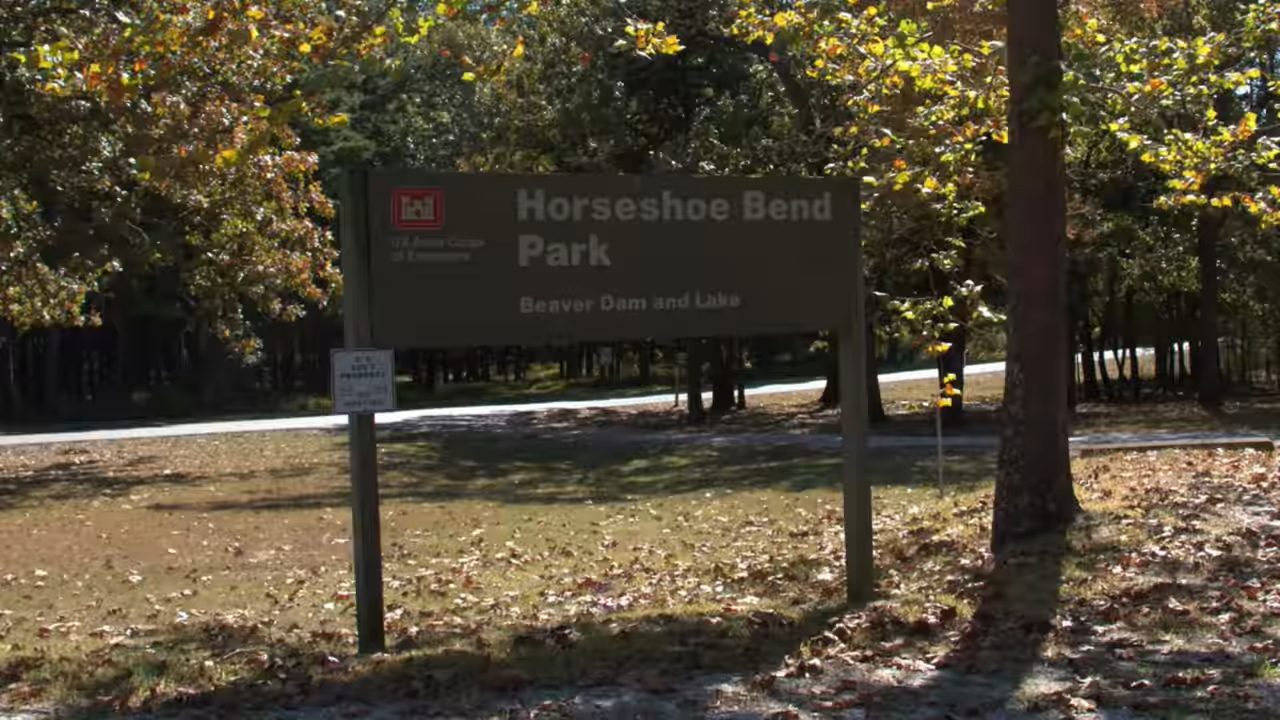 Horseshoe Bend
Park
US Army Corps
of Engineers
Beaver Dam and Lake